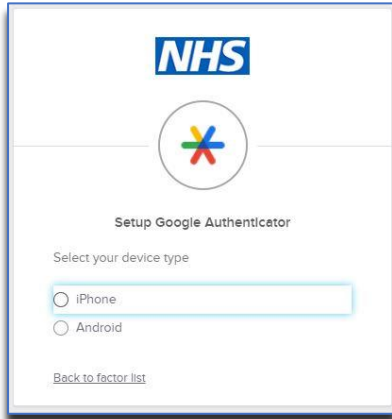 NHS
Setup Google Authenticator
Select your device type
iPhone
Android
Back to factor list